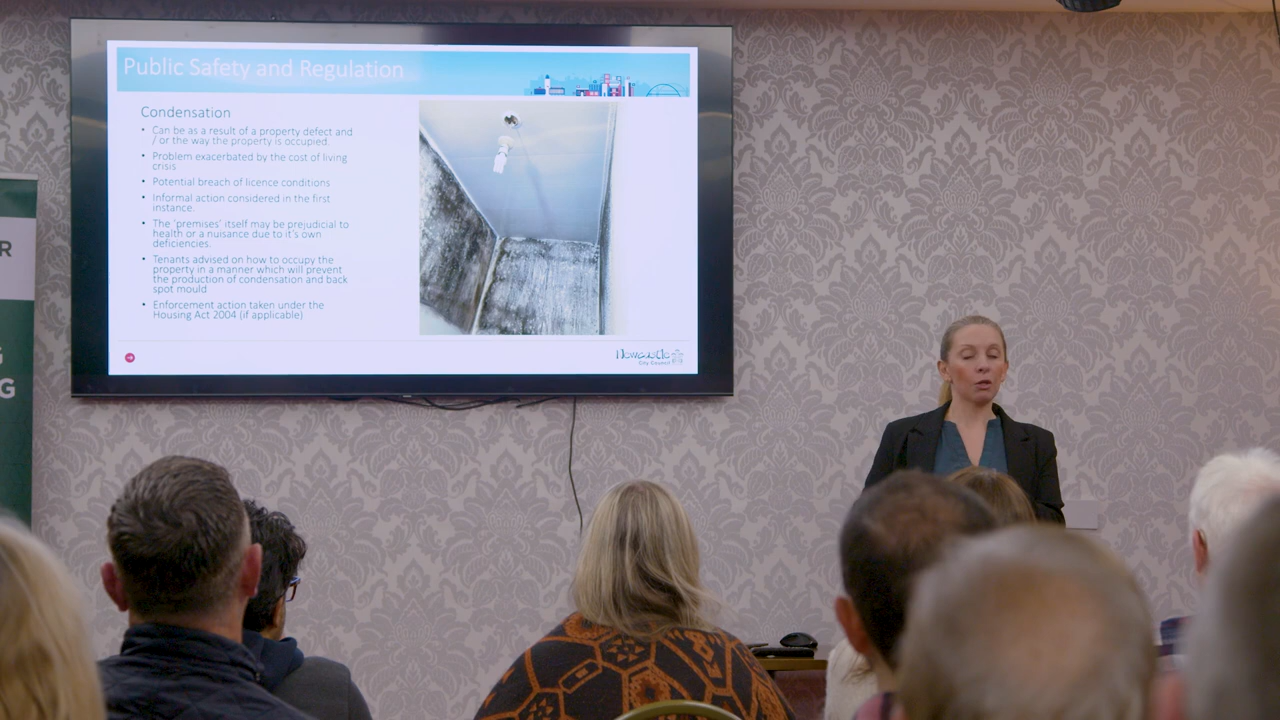 Public Safety and Regulation
Condensation
• Can be as a result of a property defect and
/ or the way the property is occupied.
• Problem exacerbated by the cost of living
crisis
• Potential breach of licence conditions
• Informal action considered in the first
instance.
• The 'premises' itself may be prejudicial to
health or a nuisance due to it's own
deficiencies.
• Tenants advised on how to occupy the
property in a manner which will prevent
the production of condensation and back
spot mould
• Enforcement action taken under the
Housing Act 2004 (if applicable)
Newcastle
City Council
R
G
G